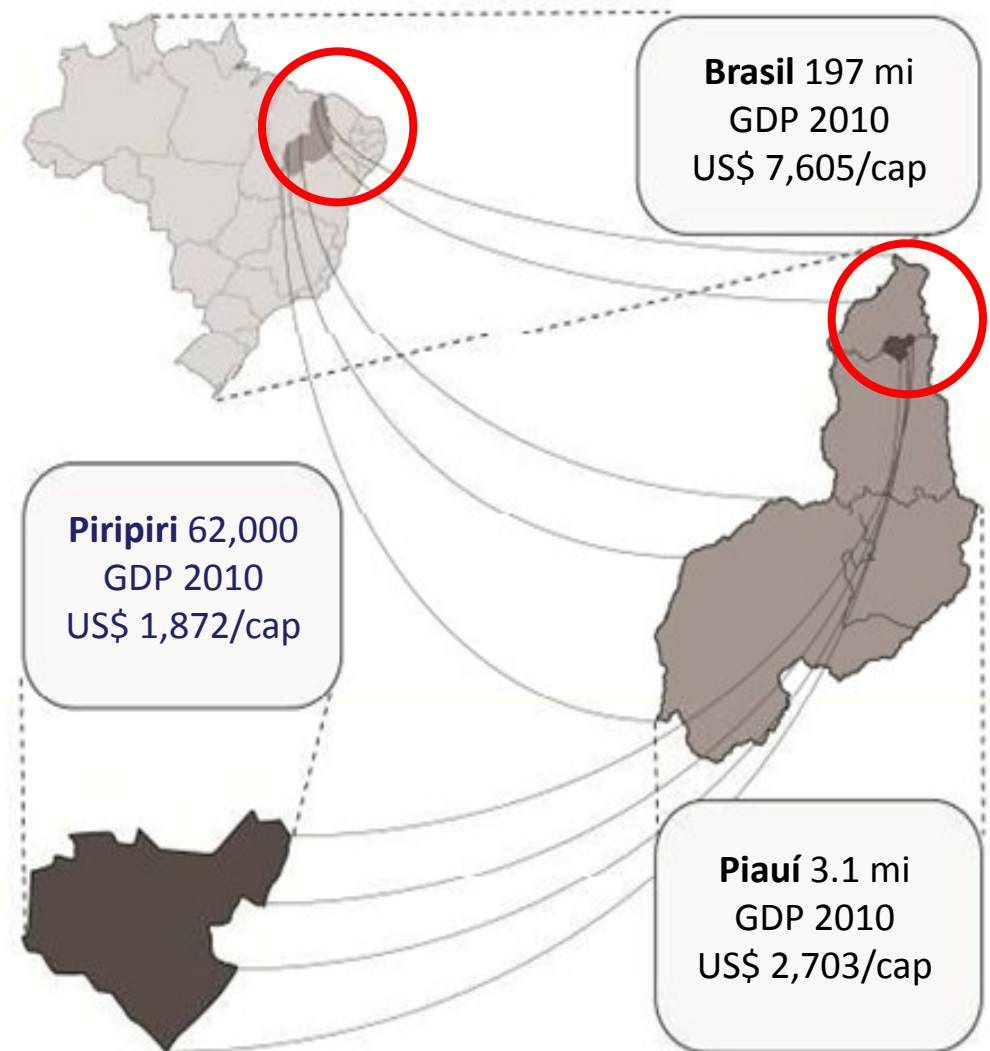 Brasil 197 mi
GDP 2010
US$ 7,605/cap
Piripiri 62,000
GDP 2010
US$ 1,872/cap
Piauí 3.1 mi
GDP 2010
US$ 2,703/cap